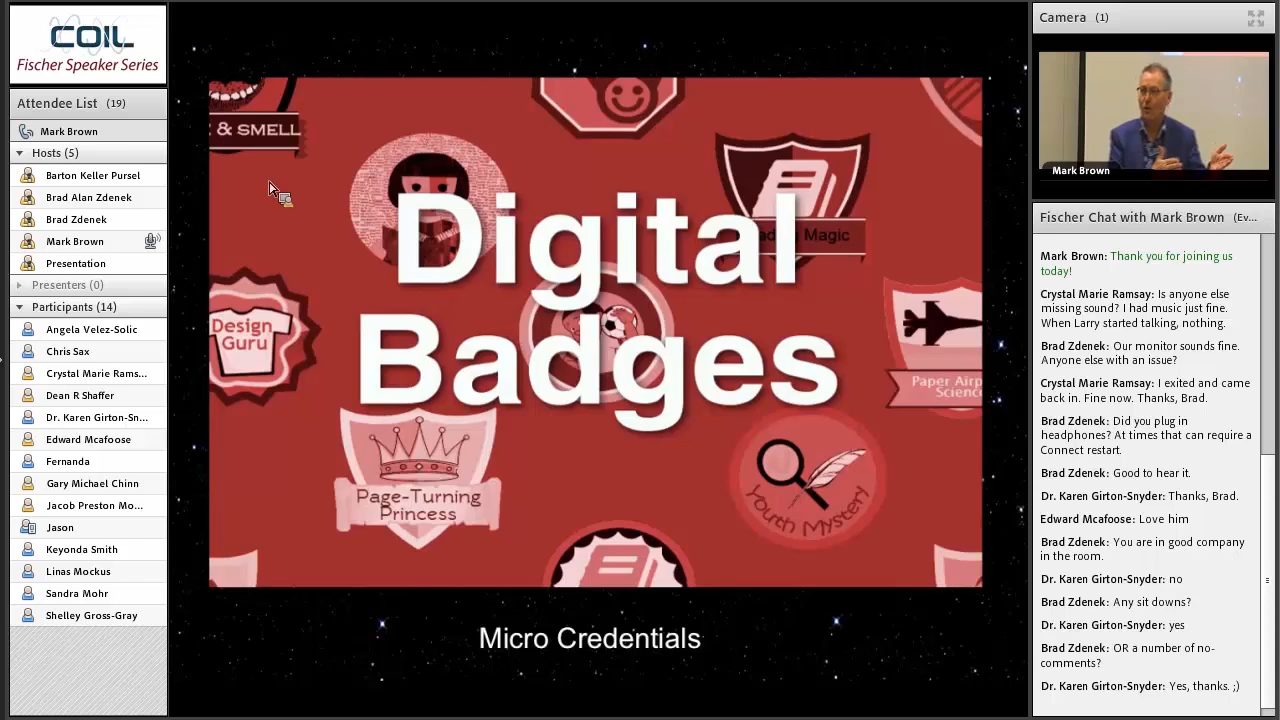 COIL
Fischer Speaker Series
Attendee List (19)
Mark Brown
Hosts (5)
Barton Keller Pursel
Brad Alan Zdenek
Brad Zdenek
Mark Brown
Presentation
Presenters (0)
Participants (14)
Angela Velez-Solic
Chris Sax
Crystal Marie Rams...
Dean R Shaffer
Dr. Karen Girton-Sn...
Edward Mcafoose
Fernanda
Gary Michael Chinn
Jacob Preston Mo...
Jason
Keyonda Smith
Linas Mockus
Sandra Mohr
Shelley Gross-Gray
& SMELL
Digital
Magic
Badges
Design
Guru
Paper Airp
Science
Page-Turning
Princess
Youth Mystery
Micro Credentials
Camera (1)
Mark Brown
Fischer Chat with Mark Brown (Ev...
Mark Brown: Thank you for joining us
today!
Crystal Marie Ramsay: Is anyone else
missing sound? I had music just fine.
When Larry started talking, nothing.
Brad Zdenek: Our monitor sounds fine.
Anyone else with an issue?
Crystal Marie Ramsay: I exited and came
back in. Fine now. Thanks, Brad.
Brad Zdenek: Did you plug in
headphones? At times that can require a
Connect restart.
Brad Zdenek: Good to hear it.
Dr. Karen Girton-Snyder: Thanks, Brad.
Edward Mcafoose: Love him
Brad Zdenek: You are in good company
in the room.
Dr. Karen Girton-Snyder: no
Brad Zdenek: Any sit downs?
Dr. Karen Girton-Snyder: yes
Brad Zdenek: OR a number of no-
comments?
Dr. Karen Girton-Snyder: Yes, thanks. ;)